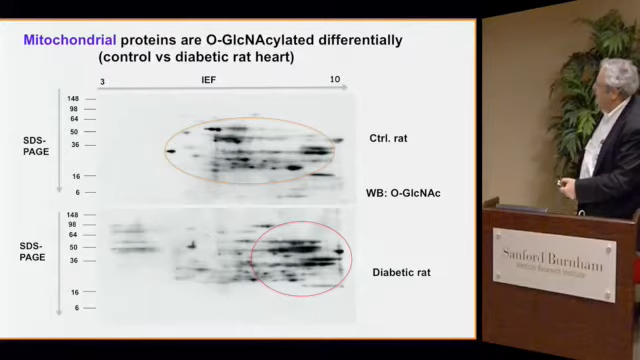 Mitochondrial proteins are O-GlcNAcylated differentially
(control vs diabetic rat heart)
3 IEF 10
148
98
64
50
36
16
6
SDS-
PAGE
Ctrl. rat
WB: O-GlcNAc
148
98
64
50
36
16
6
SDS-
PAGE
Diabetic rat
Sanford Burnham
Medical Research Institute